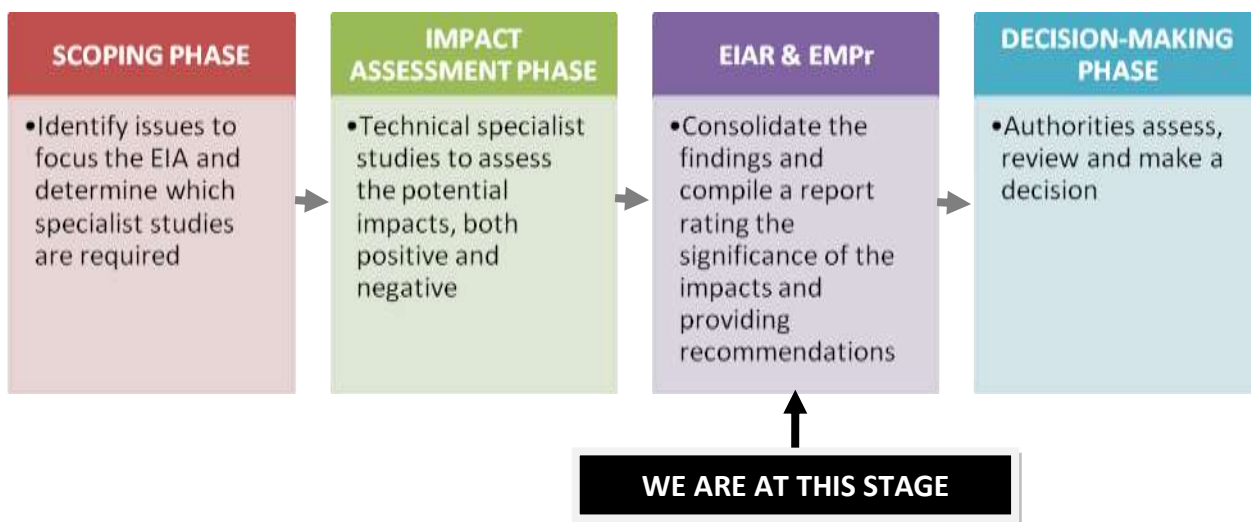 SCOPING PHASE
•Identify issues to
focus the EIA and
determine which
specialist studies
are required
IMPACT
ASSESSMENT PHASE
•Technical specialist
studies to assess
the potential
impacts, both
positive and
negative
EIAR & EMPr
•Consolidate the
findings and
compile a report
rating the
significance of the
impacts and
providing
recommendations
DECISION-MAKING
PHASE
•Authorities assess,
review and make a
decision
WE ARE AT THIS STAGE